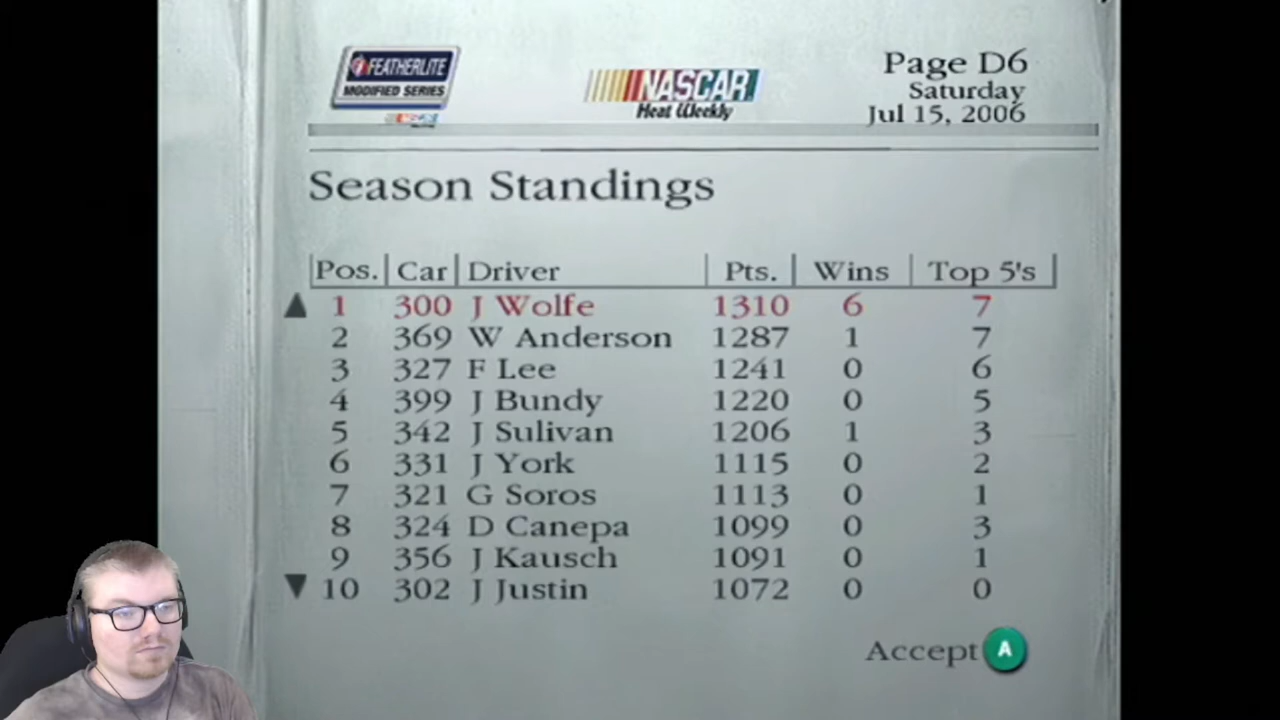 FEATHERLITE
MODIFIED SERIES
NASCAR
Heat Weekly
Page D6
Saturday
Jul 15, 2006
Season Standings
Pos. Car Driver Pts. Wins Top 5's
1 300 J Wolfe 1310 6 7
2 369 W Anderson 1287 1 7
3 327 F Lee 1241 0 6
4 399 J Bundy 1220 0 5
5 342 J Sulivan 1206 1 3
6 331 J York 1115 0 2
7 321 G Soros 1113 0 1
8 324 D Canepa 1099 0 3
9 356 J Kausch 1091 0 1
10 302 J Justin 1072 0 0
Accept A